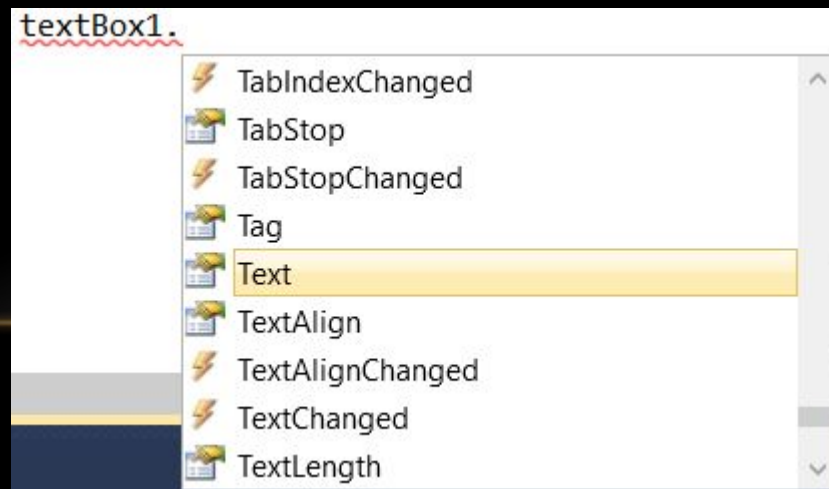 textBox1.
TabIndexChanged
TabStop
TabStopChanged
Tag
Text
TextAlign
TextAlignChanged
TextChanged
TextLength